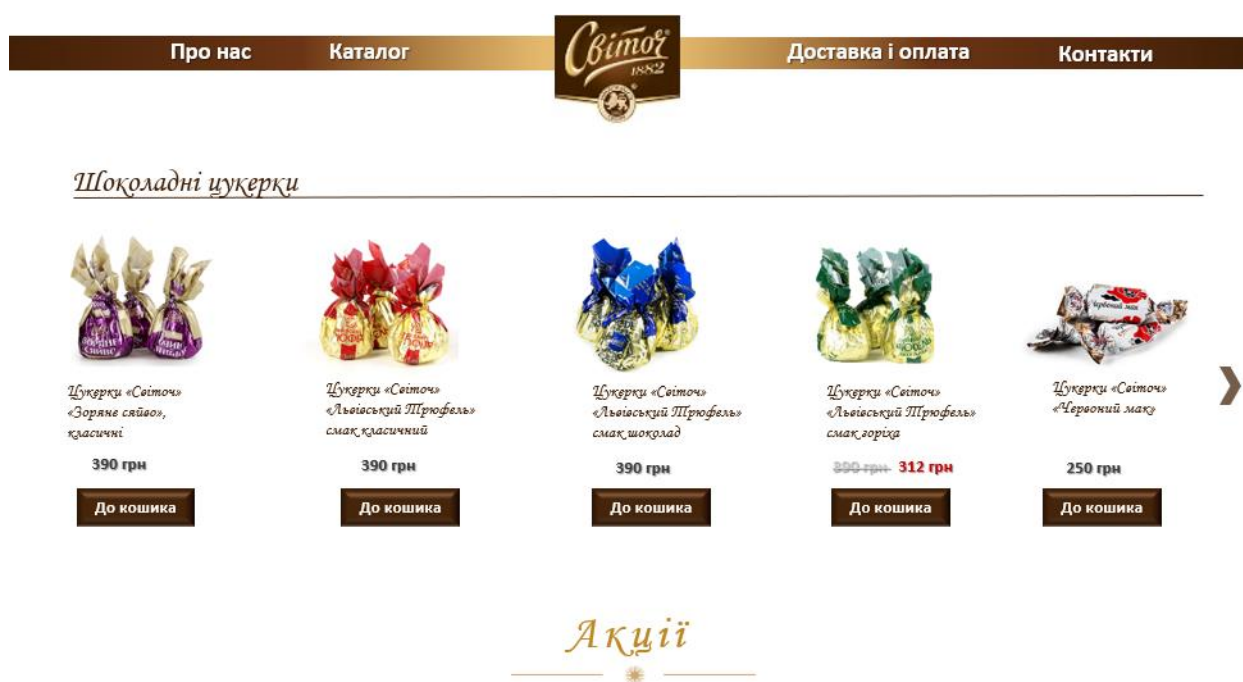 Про нас
Каталог
Світоч
1882
Доставка і оплата
Контакти
Шоколадні цукерки
Червоний мак
Цукерки «Світоч»
«Зоряне сяйво»,
класичні
390 грн
До кошика
Цукерки «Світоч»
«Львівський Трюфель»
смак класичний
390 грн
До кошика
Цукерки «Світоч»
«Львівський Трюфель»
смак шоколад
390 грн
До кошика
Цукерки «Світоч»
«Львівський Трюфель»
смак горіха
390 грн 312 грн
До кошика
Цукерки «Світоч»
«Червоний мак»
250 грн
До кошика
Акції